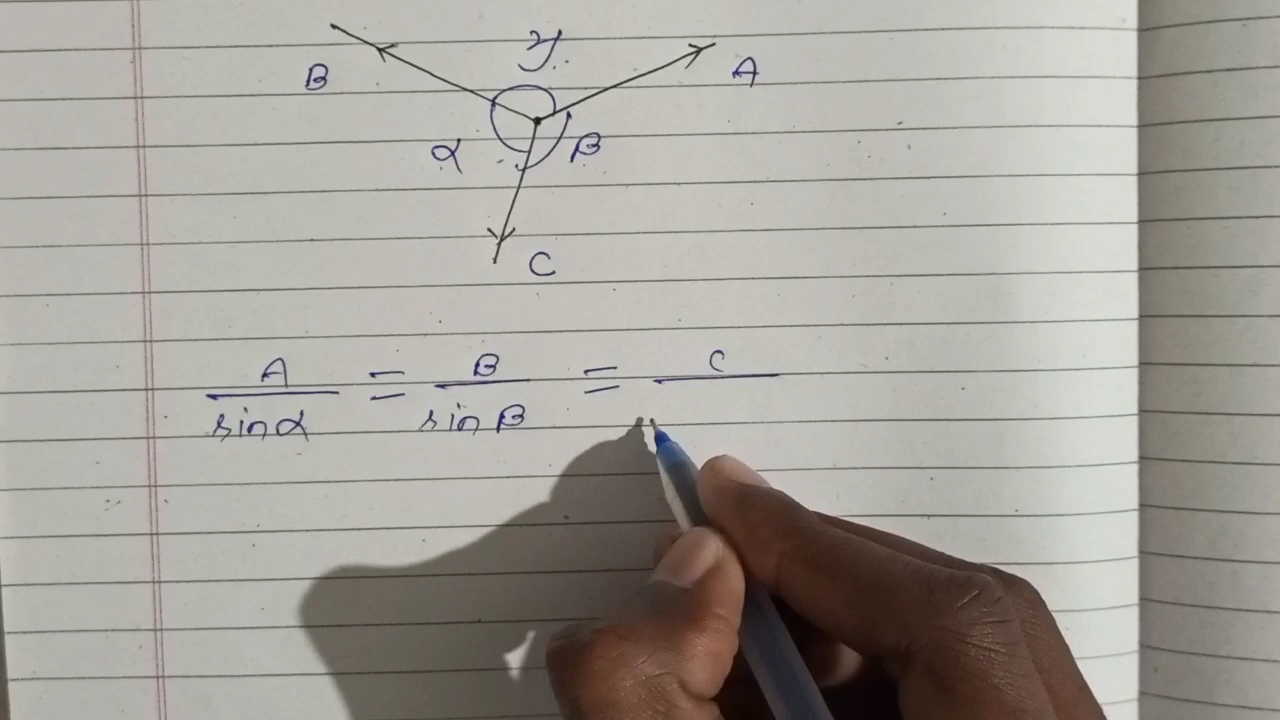 γ
B A
α β
C
A/sinα = B/sinβ = C/